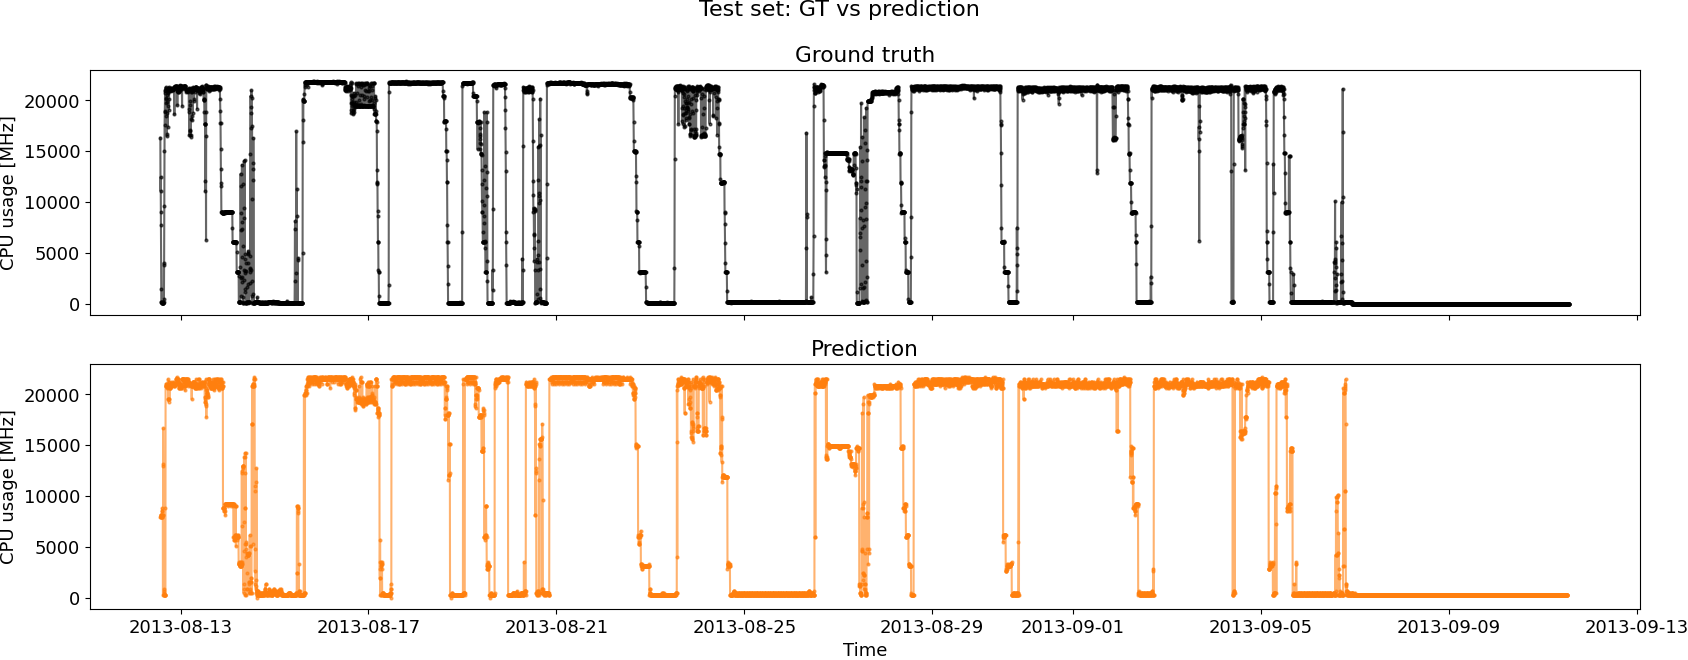 Test set: GT vs prediction
Ground truth
CPU usage [MHz]
20000
15000
10000
5000
0
Prediction
CPU usage [MHz]
20000
15000
10000
5000
0
2013-08-13 2013-08-17 2013-08-21 2013-08-25 2013-08-29 2013-09-01 2013-09-05 2013-09-09 2013-09-13
Time